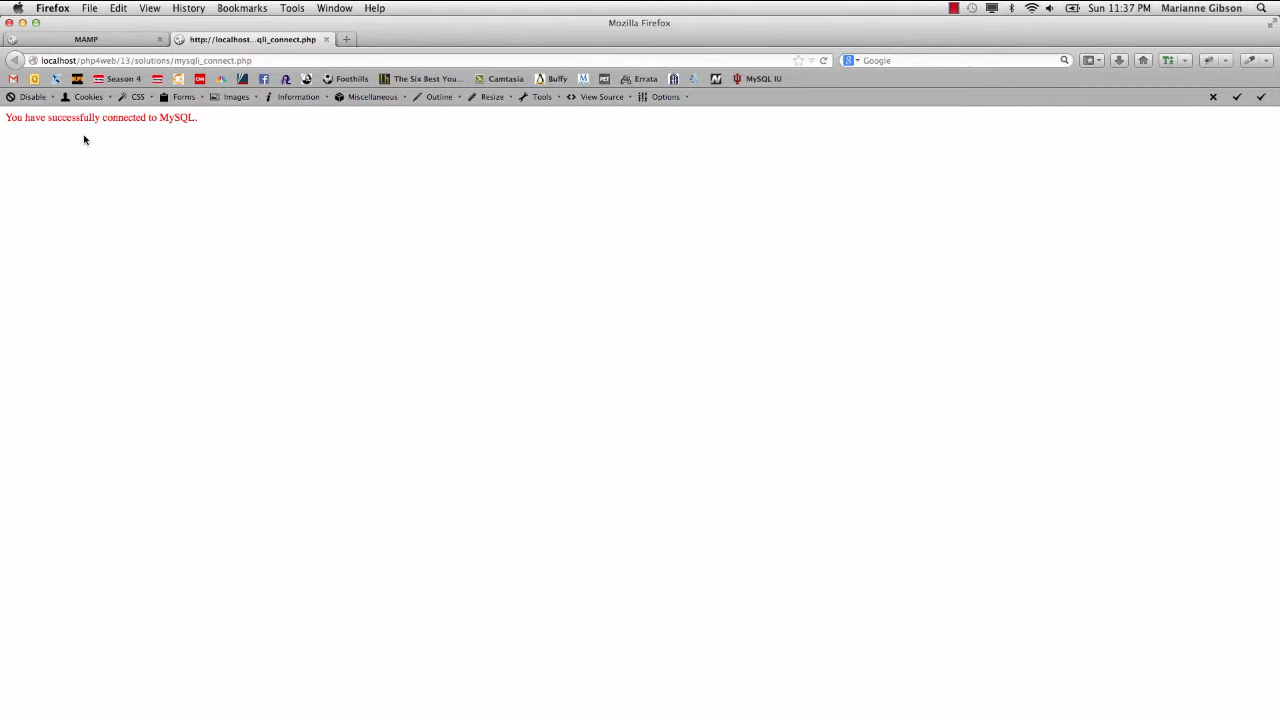 Firefox File Edit View History Bookmarks Tools Window Help Sun 11:37 PM Marianne Gibson
Mozilla Firefox
MAMP http://localhost...qli_connect.php
localhost/php4web/13/solutions/mysqli_connect.php Google
Season 4 Foothills The Six Best You... Camtasia Buffy Errata MySQL IU
Disable Cookies CSS Forms Images Information Miscellaneous Outline Resize Tools View Source Options
You have successfully connected to MySQL.